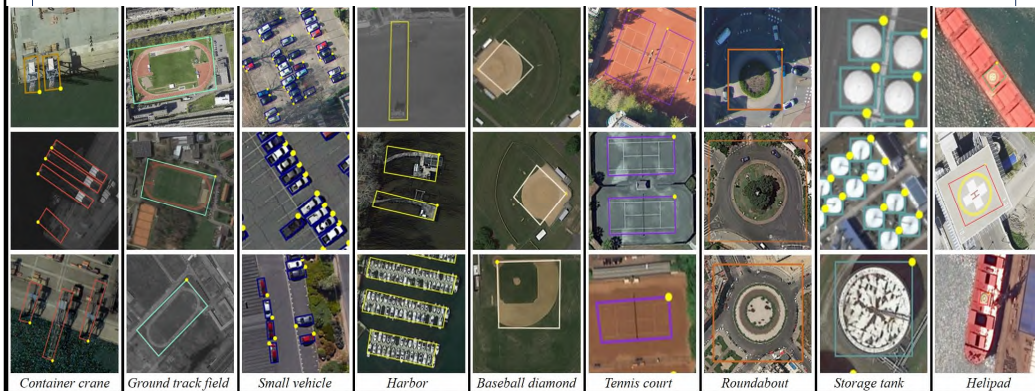 Container crane
Ground track field
Small vehicle
Harbor
Baseball diamond
Tennis court
Roundabout
Storage tank
Helipad